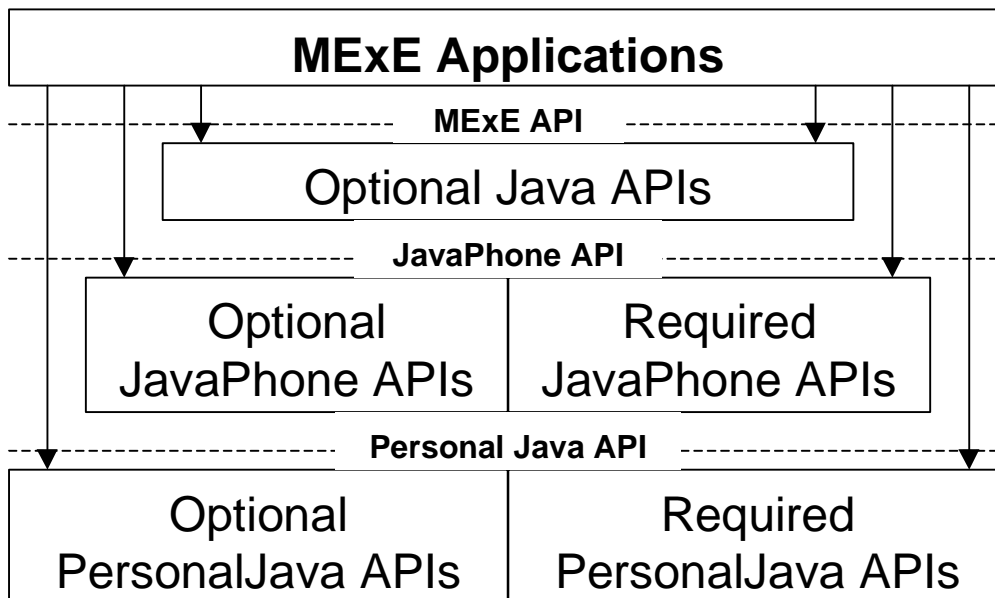 MExE Applications
MExE API
Optional Java APIs
JavaPhone API
Optional
JavaPhone APIs
Required
JavaPhone APIs
Personal Java API
Optional
PersonalJava APIs
Required
PersonalJava APIs